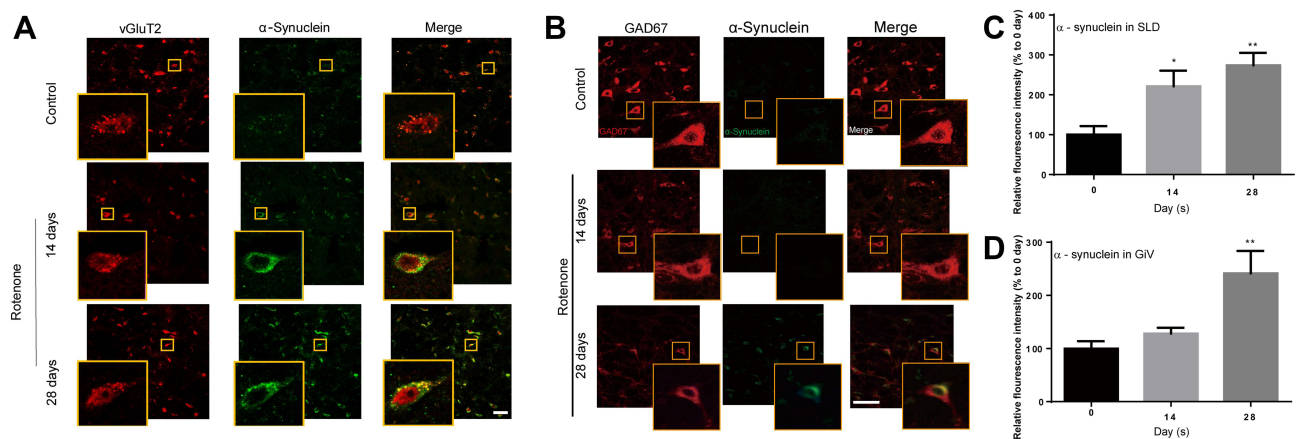 A
vGluT2
α-Synuclein
Merge
Control
Rotenone
14 days
28 days
B
GAD67
α-Synuclein
Merge
Control
GAD67
α-Synuclein
Merge
Rotenone
14 days
28 days
C
α - synuclein in SLD
Relative flourescence intensity (% to 0 day)
400
300
200
100
0
*
**
0 14 28
Day (s)
D
α - synuclein in GiV
Relative flourescence intensity (% to 0 day)
300
200
100
0
**
0 14 28
Day (s)